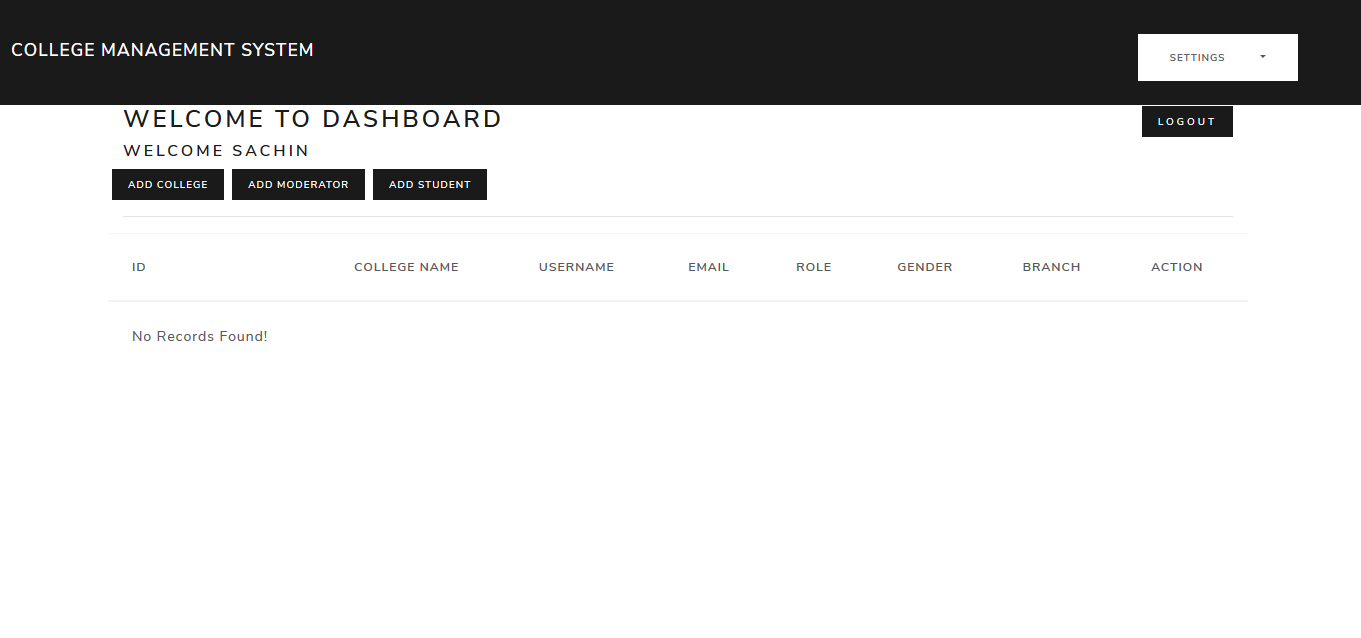 COLLEGE MANAGEMENT SYSTEM
SETTINGS
WELCOME TO DASHBOARD
LOGOUT
WELCOME SACHIN
ADD COLLEGE ADD MODERATOR ADD STUDENT
ID COLLEGE NAME USERNAME EMAIL ROLE GENDER BRANCH ACTION
No Records Found!